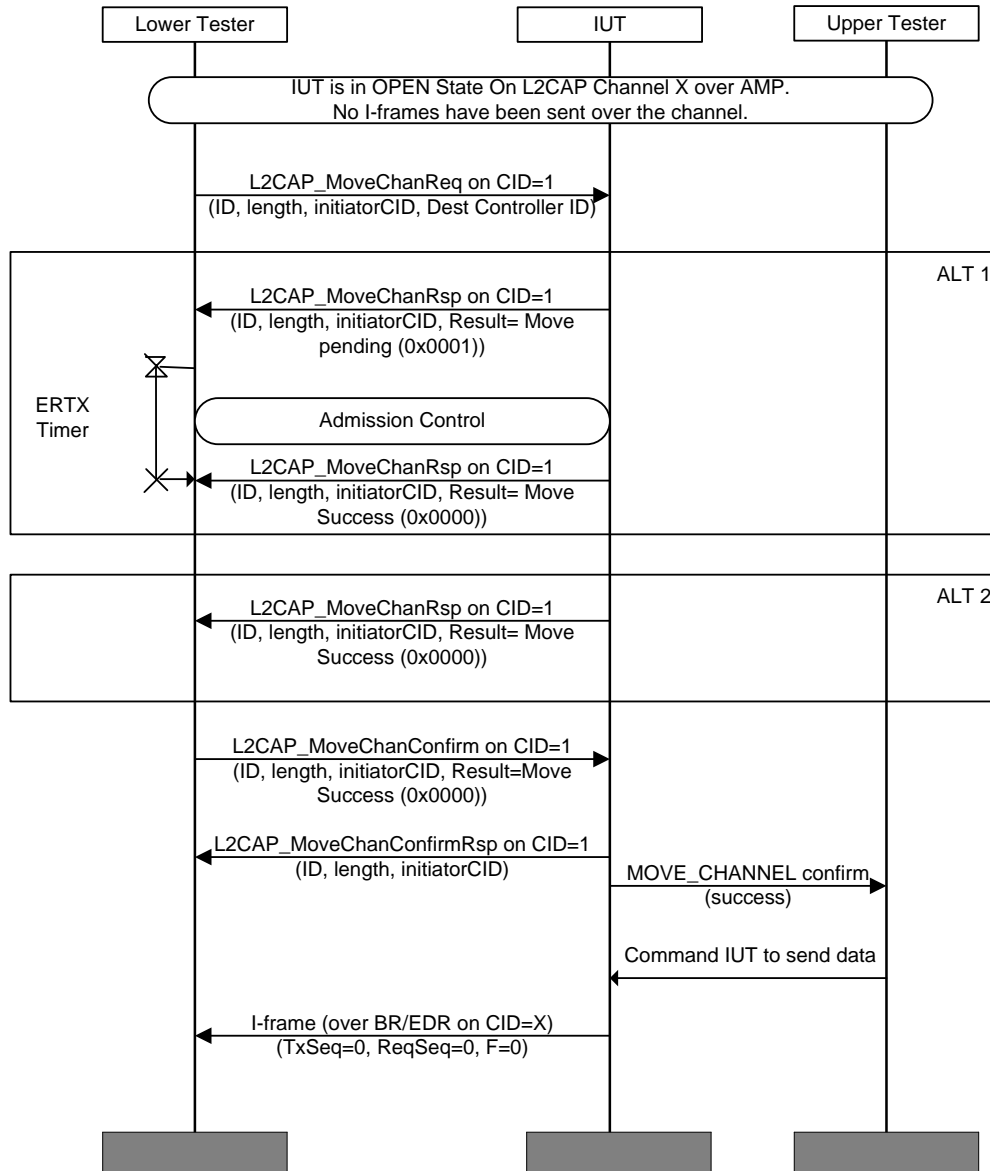 Lower Tester
IUT
Upper Tester
IUT is in OPEN State On L2CAP Channel X over AMP.
No I-frames have been sent over the channel.
L2CAP_MoveChanReq on CID=1
(ID, length, initiatorCID, Dest Controller ID)
ALT 1
L2CAP_MoveChanRsp on CID=1
(ID, length, initiatorCID, Result= Move
pending (0x0001))
ERTX
Timer
Admission Control
L2CAP_MoveChanRsp on CID=1
(ID, length, initiatorCID, Result= Move
Success (0x0000))
ALT 2
L2CAP_MoveChanRsp on CID=1
(ID, length, initiatorCID, Result= Move
Success (0x0000))
L2CAP_MoveChanConfirm on CID=1
(ID, length, initiatorCID, Result=Move
Success (0x0000))
L2CAP_MoveChanConfirmRsp on CID=1
(ID, length, initiatorCID)
MOVE_CHANNEL confirm
(success)
Command IUT to send data
I-frame (over BR/EDR on CID=X)
(TxSeq=0, ReqSeq=0, F=0)